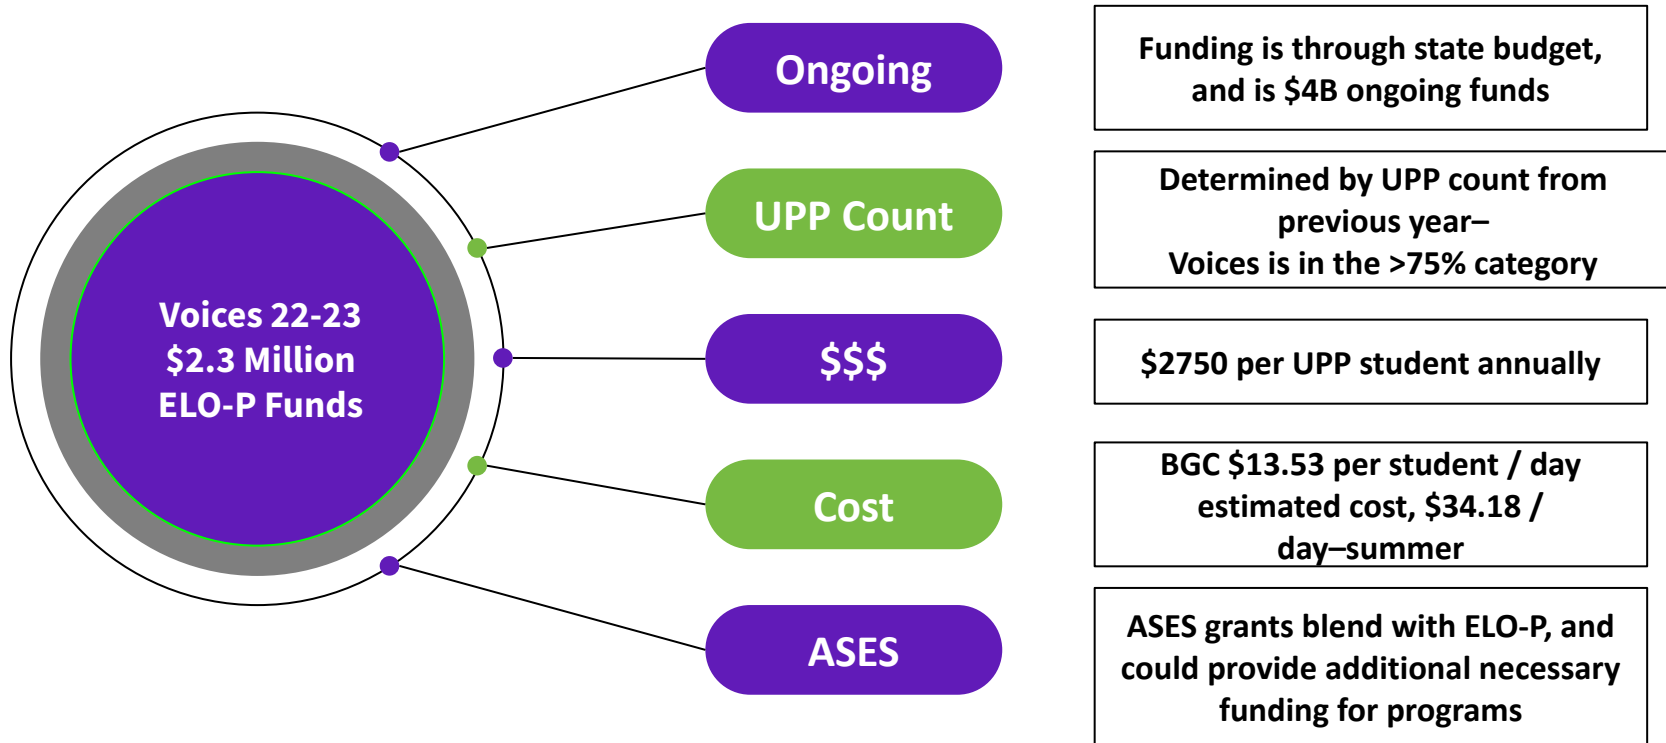 Voices 22-23
$2.3 Million
ELO-P Funds
Ongoing
Funding is through state budget,
and is $4B ongoing funds
UPP Count
Determined by UPP count from
previous year–
Voices is in the >75% category
$$$
$2750 per UPP student annually
Cost
BGC $13.53 per student / day
estimated cost, $34.18 /
day–summer
ASES
ASES grants blend with ELO-P, and
could provide additional necessary
funding for programs